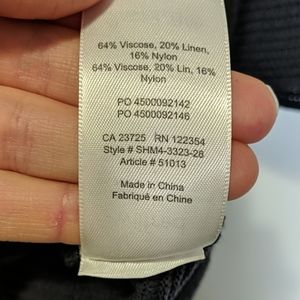 64% Viscose, 20% Linen,
16% Nylon
64% Viscose, 20% Lin, 16%
Nylon
PO 4500092142
PO 4500092146
CA 23725 RN 122354
Style # SHM4-3323-28
Article # 51013
Made in China
Fabriqué en Chine